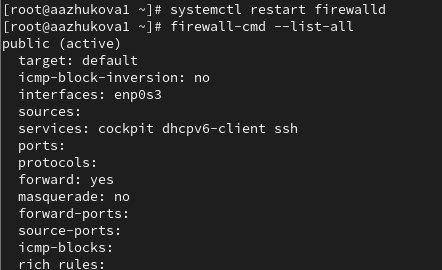 [root@aazhukova1 ~]# systemctl restart firewalld
[root@aazhukova1 ~]# firewall-cmd --list-all
public (active)
  target: default
  icmp-block-inversion: no
  interfaces: enp0s3
  sources:
  services: cockpit dhcpv6-client ssh
  ports:
  protocols:
  forward: yes
  masquerade: no
  forward-ports:
  source-ports:
  icmp-blocks:
  rich rules: